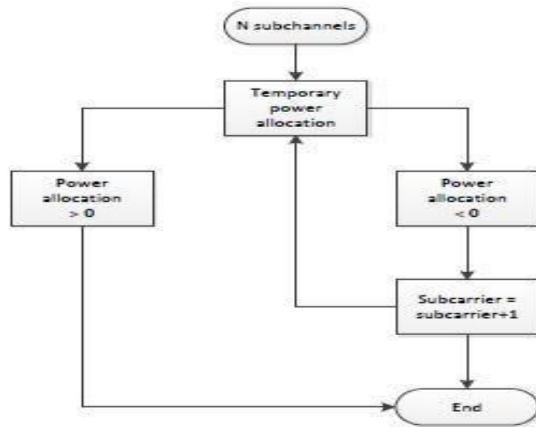 N subchannels
Temporary
power
allocation
Power
allocation
> 0
Power
allocation
< 0
Subcarrier =
subcarrier+1
End